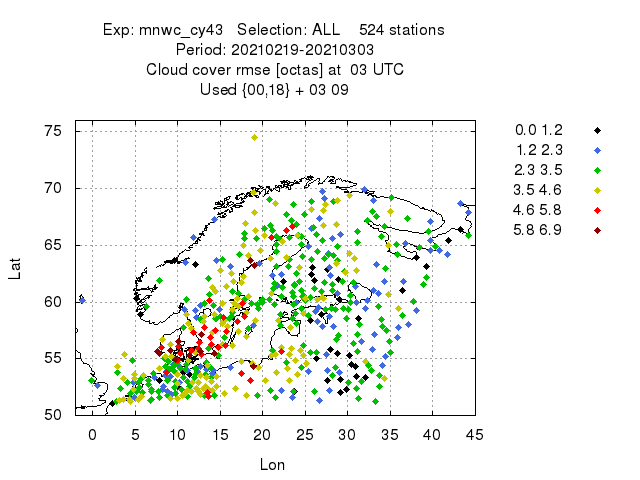 Exp: mnwc_cy43 Selection: ALL 524 stations
Period: 20210219-20210303
Cloud cover rmse [octas] at 03 UTC
Used {00,18} + 03 09
0.0 1.2
1.2 2.3
2.3 3.5
3.5 4.6
4.6 5.8
5.8 6.9
75
70
65
60
55
50
Lat
0 5 10 15 20 25 30 35 40 45
Lon